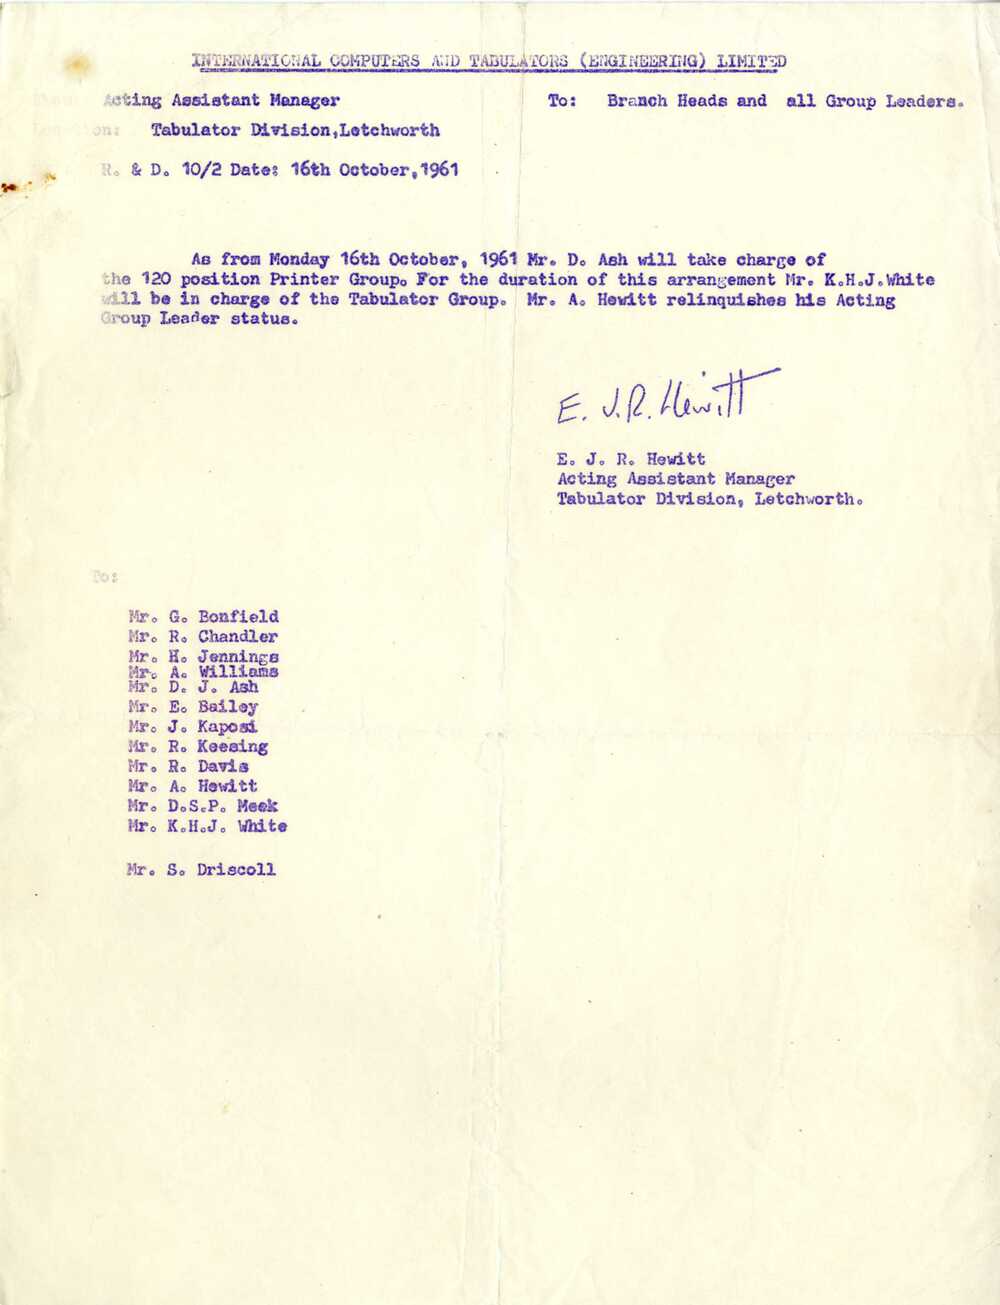 INTERNATIONAL COMPUTERS AND TABULATORS (ENGINEERING) LIMITED
Acting Assistant Manager To: Branch Heads and all Group Leaders.
Tabulator Division,Letchworth
R. & D. 10/2 Date: 16th October,1961
As from Monday 16th October, 1961 Mr. D. Ash will take charge of
the 120 position Printer Group. For the duration of this arrangement Mr. K.H.J.White
will be in charge of the Tabulator Group. Mr. A. Hewitt relinquishes his Acting
Group Leader status.
E. J. R. Hewitt
E. J. R. Hewitt
Acting Assistant Manager
Tabulator Division, Letchworth.
To:
Mr. G. Bonfield
Mr. R. Chandler
Mr. H. Jennings
Mr. A. Williams
Mr. D. J. Ash
Mr. E. Bailey
Mr. J. Kaposi
Mr. R. Keesing
Mr. R. Davis
Mr. A. Hewitt
Mr. D.S.P. Meek
Mr. K.H.J. White
Mr. S. Driscoll